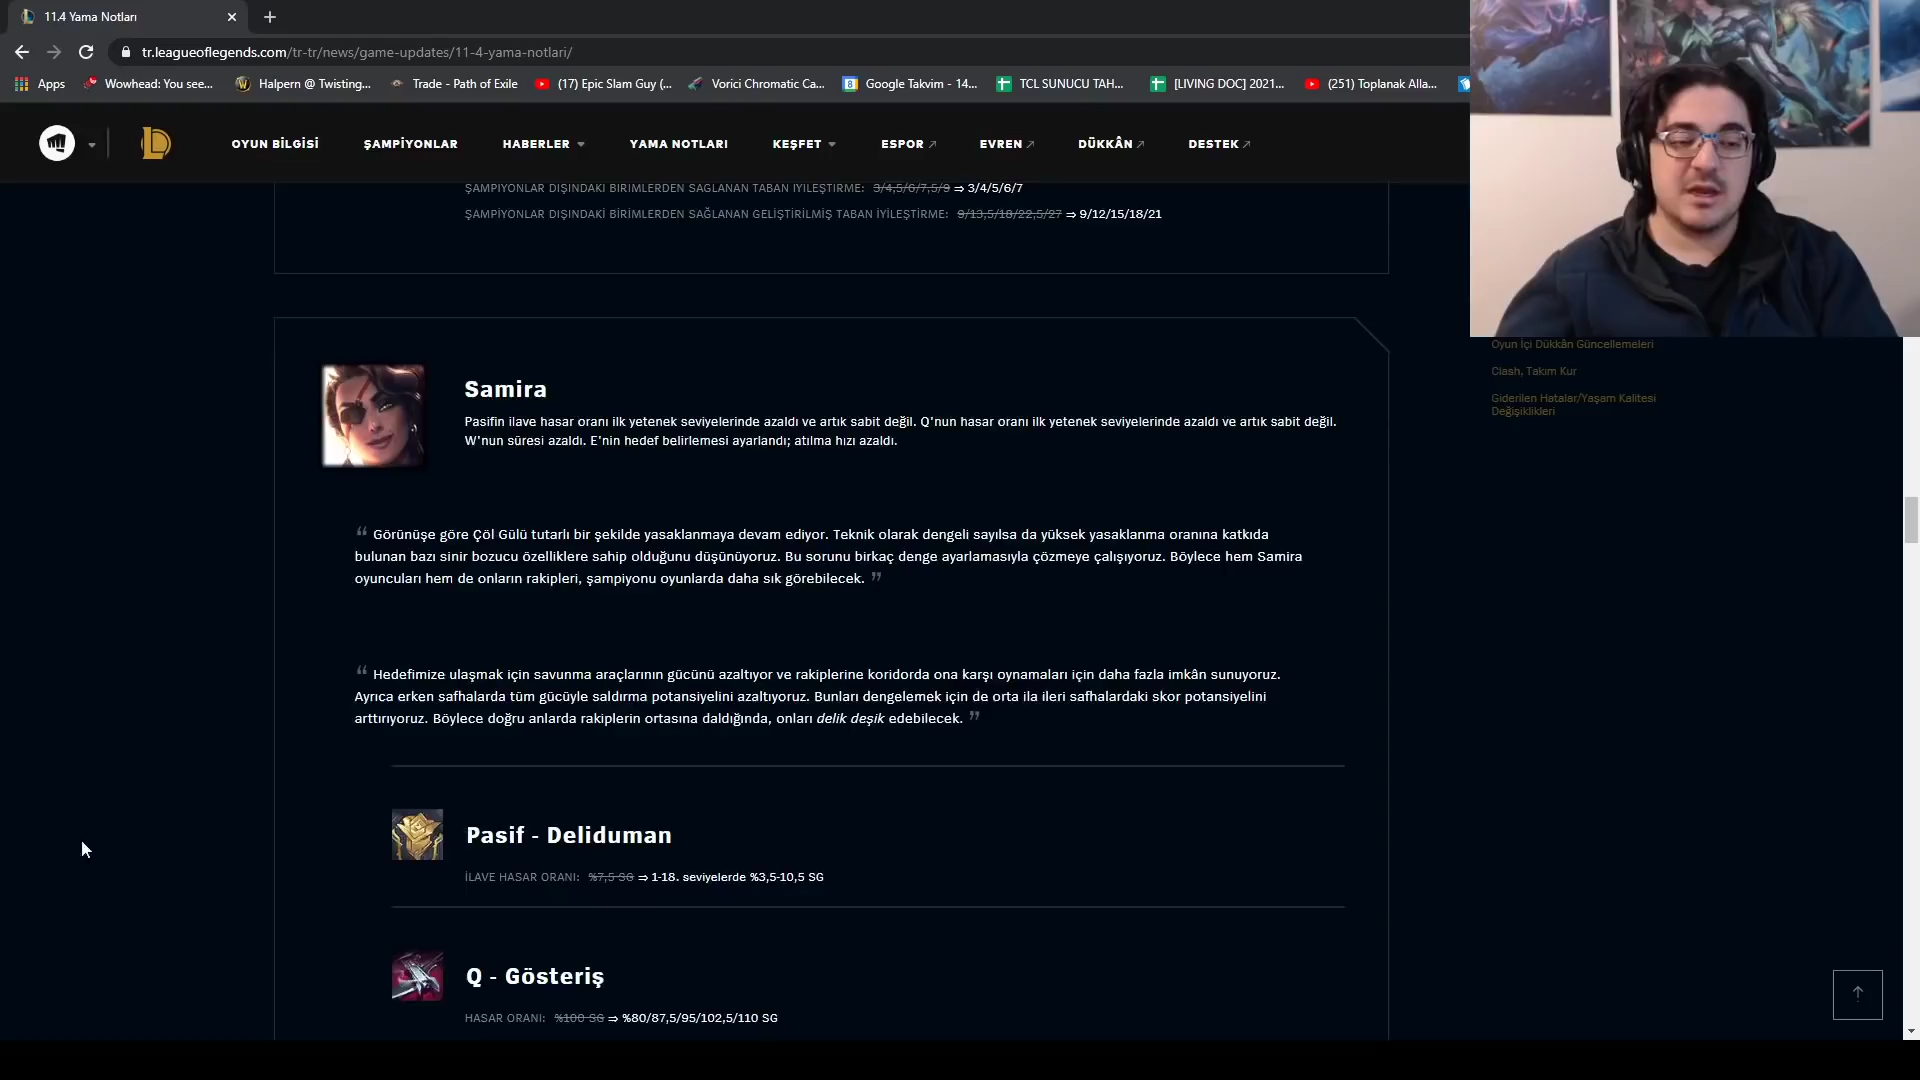 11.4 Yama Notları
tr.leagueoflegends.com/tr-tr/news/game-updates/11-4-yama-notlari/
Apps Wowhead: You see... Halpern @ Twisting... Trade - Path of Exile (17) Epic Slam Guy (... Vorici Chromatic Ca... Google Takvim - 14... TCL SUNUCU TAH... [LIVING DOC] 2021... (251) Toplanak Alla...
OYUN BİLGİSİ ŞAMPİYONLAR HABERLER YAMA NOTLARI KEŞFET ESPOR EVREN DÜKKÂN DESTEK
ŞAMPİYONLAR DIŞINDAKİ BİRİMLERDEN SAĞLANAN TABAN İYİLEŞTİRME: 3/4,5/6/7,5/9 ⇒ 3/4/5/6/7
ŞAMPİYONLAR DIŞINDAKİ BİRİMLERDEN SAĞLANAN GELİŞTİRİLMİŞ TABAN İYİLEŞTİRME: 9/13,5/18/22,5/27 ⇒ 9/12/15/18/21
Oyun İçi Dükkân Güncellemeleri
Clash, Takım Kur
Giderilen Hatalar/Yaşam Kalitesi
Değişiklikleri
Samira
Pasifin ilave hasar oranı ilk yetenek seviyelerinde azaldı ve artık sabit değil. Q'nun hasar oranı ilk yetenek seviyelerinde azaldı ve artık sabit değil.
W'nun süresi azaldı. E'nin hedef belirlemesi ayarlandı; atılma hızı azaldı.
“ Görünüşe göre Çöl Gülü tutarlı bir şekilde yasaklanmaya devam ediyor. Teknik olarak dengeli sayılsa da yüksek yasaklanma oranına katkıda
bulunan bazı sinir bozucu özelliklere sahip olduğunu düşünüyoruz. Bu sorunu birkaç denge ayarlamasıyla çözmeye çalışıyoruz. Böylece hem Samira
oyuncuları hem de onların rakipleri, şampiyonu oyunlarda daha sık görebilecek. ”
“ Hedefimize ulaşmak için savunma araçlarının gücünü azaltıyor ve rakiplerine koridorda ona karşı oynamaları için daha fazla imkân sunuyoruz.
Ayrıca erken safhalarda tüm gücüyle saldırma potansiyelini azaltıyoruz. Bunları dengelemek için de orta ila ileri safhalardaki skor potansiyelini
arttırıyoruz. Böylece doğru anlarda rakiplerin ortasına daldığında, onları delik deşik edebilecek. ”
Pasif - Deliduman
İLAVE HASAR ORANI: %7,5 SG ⇒ 1-18. seviyelerde %3,5-10,5 SG
Q - Gösteriş
HASAR ORANI: %100 SG ⇒ %80/87,5/95/102,5/110 SG